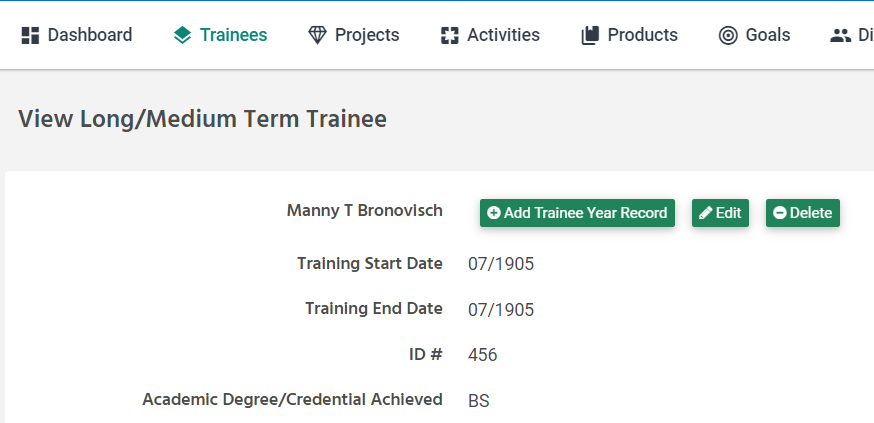 Dashboard Trainees Projects Activities Products Goals Di
View Long/Medium Term Trainee
Manny T Bronovisch Add Trainee Year Record Edit Delete
Training Start Date 07/1905
Training End Date 07/1905
ID # 456
Academic Degree/Credential Achieved BS